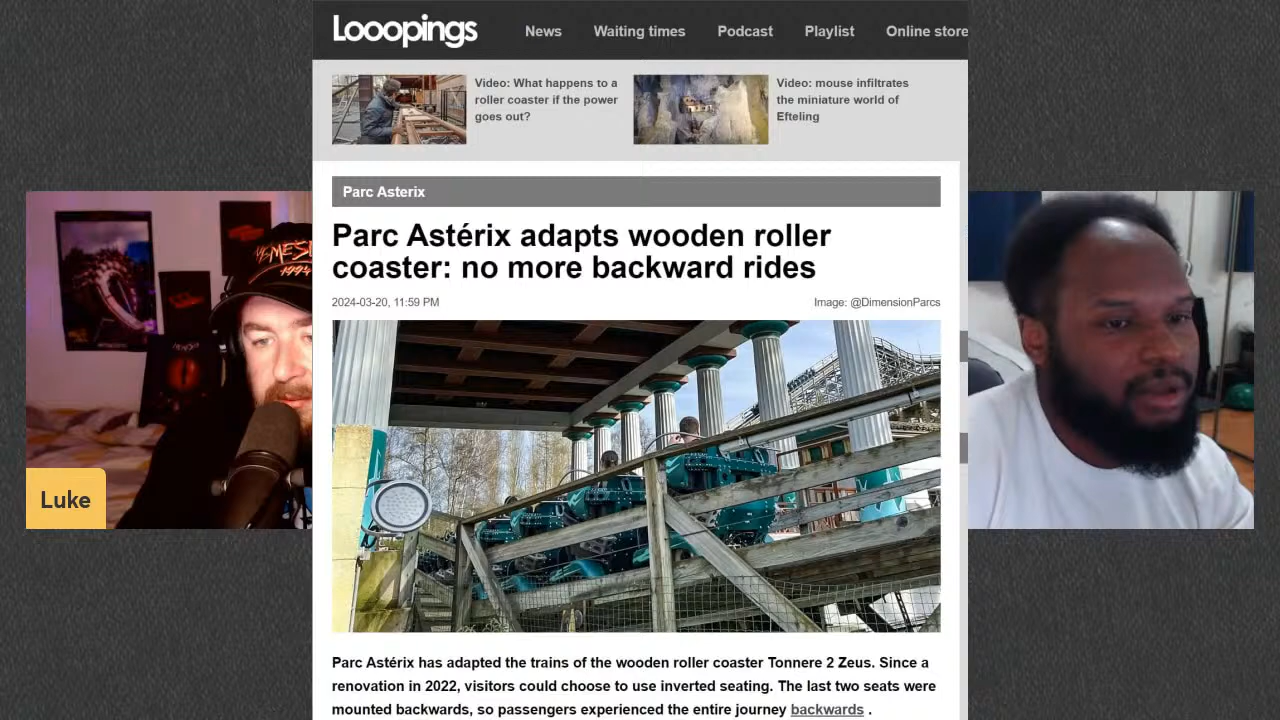 Looopings
News Waiting times Podcast Playlist Online store
Video: What happens to a
roller coaster if the power
goes out?
Video: mouse infiltrates
the miniature world of
Efteling
Parc Asterix
Parc Astérix adapts wooden roller
coaster: no more backward rides
2024-03-20, 11:59 PM Image: @DimensionParcs
Parc Astérix has adapted the trains of the wooden roller coaster Tonnere 2 Zeus. Since a
renovation in 2022, visitors could choose to use inverted seating. The last two seats were
mounted backwards, so passengers experienced the entire journey backwards .
Luke
1994